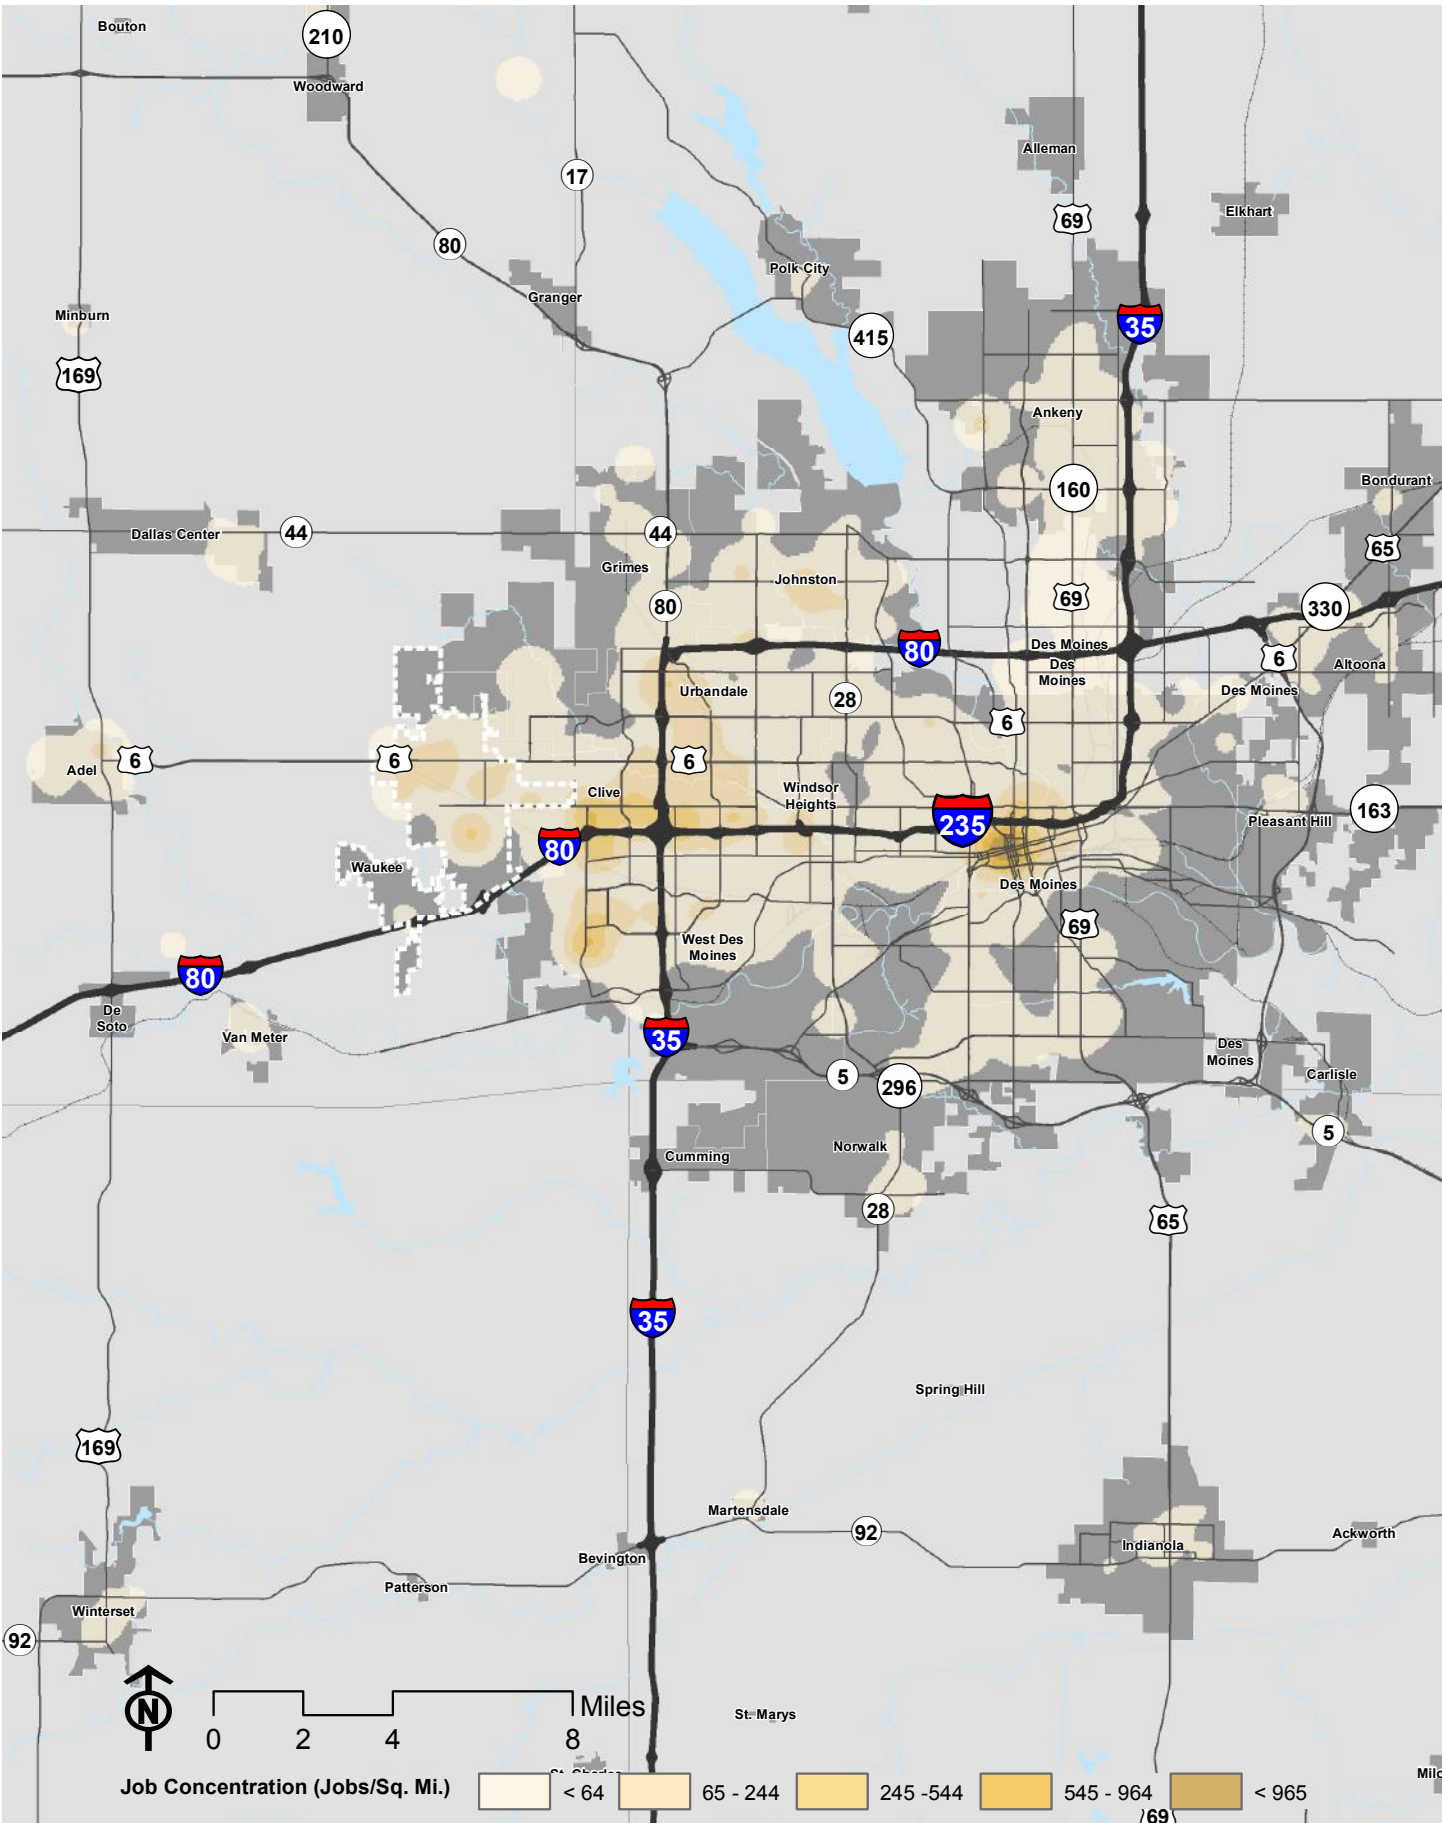 Bouton
210
Woodward
17
Alleman
69
Elkhart
80
Polk City
Granger
Minburn
415
35
169
Ankeny
160
Bondurant
Dallas Center
44
44
65
Grimes
Johnston
80
69
330
80
Des Moines
Des
Moines
6
Altoona
Urbandale
28
Des Moines
6
6
6
6
Adel
Clive
Windsor
Heights
235
163
Pleasant Hill
80
Waukee
Des Moines
69
West Des
Moines
80
De
Soto
Van Meter
35
Des
Moines
5
296
Carlisle
5
Norwalk
Cumming
28
65
35
Spring Hill
169
Martensdale
92
Ackworth
Indianola
Bevington
Patterson
Winterset
92
N
Miles
0 2 4 8
St. Marys
St. Charles
Job Concentration (Jobs/Sq. Mi.)
< 64
65 - 244
245 -544
545 - 964
< 965
69